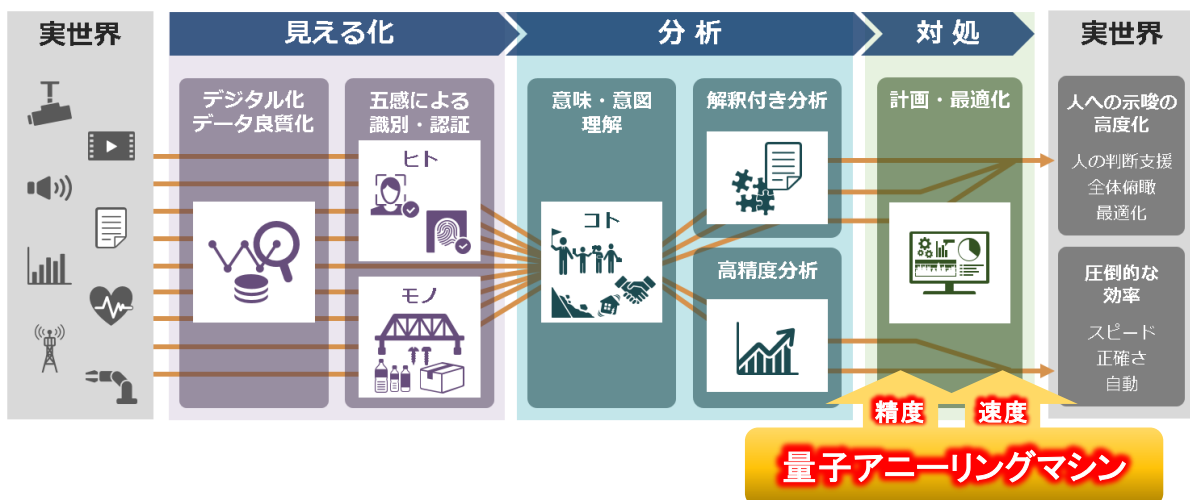 実世界
見える化
分析
対処
実世界
デジタル化
データ良質化
五感による
識別・認証
ヒト
モノ
意味・意図
理解
コト
解釈付き分析
高精度分析
計画・最適化
人への示唆の
高度化
人の判断支援
全体俯瞰
最適化
圧倒的な
効率
スピード
正確さ
自動
精度
速度
量子アニーリングマシン